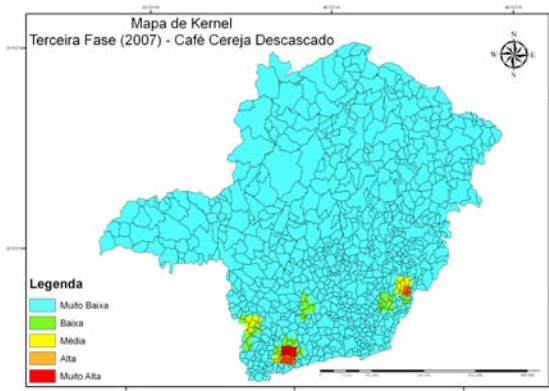 Mapa de Kernel
Terceira Fase (2007) - Café Cereja Descascado
N
W E
S
Legenda
Muito Baixa
Baixa
Média
Alta
Muito Alta